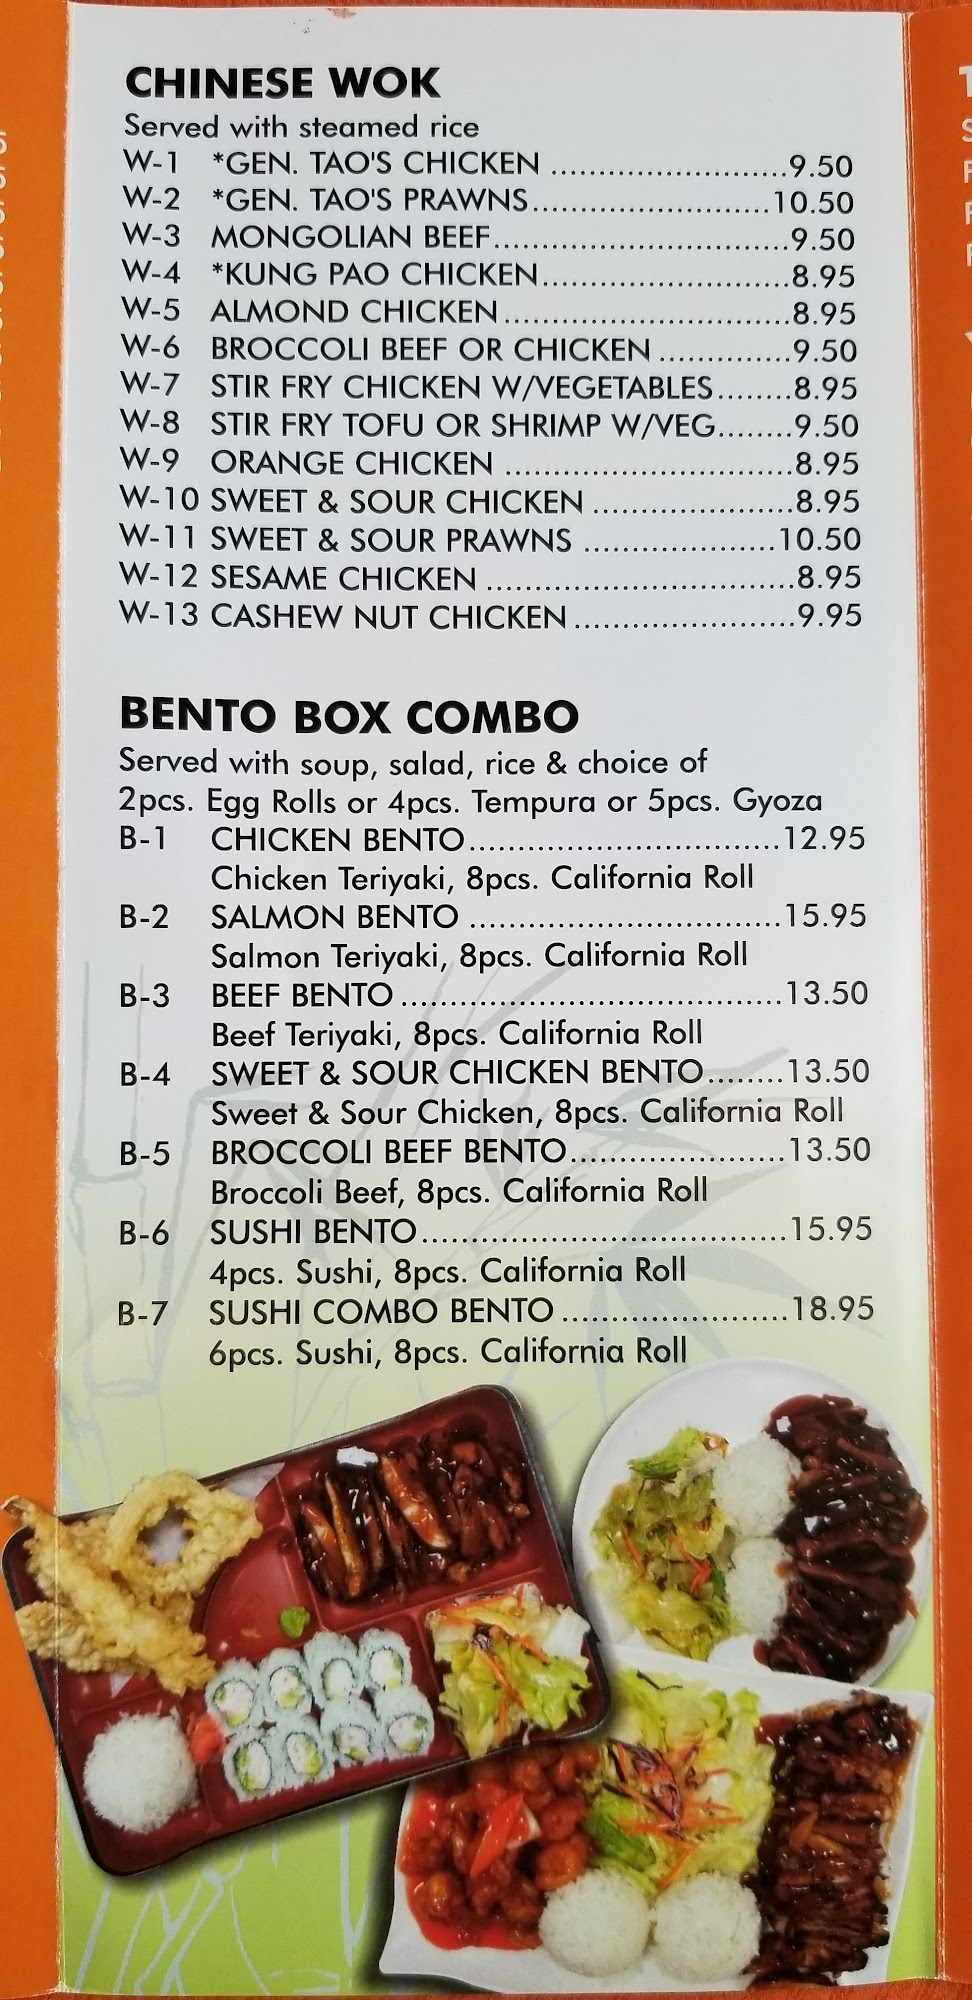 CHINESE WOK
Served with steamed rice
W-1 *GEN. TAO'S CHICKEN ........................9.50
W-2 *GEN. TAO'S PRAWNS........................10.50
W-3 MONGOLIAN BEEF..............................9.50
W-4 *KUNG PAO CHICKEN.........................8.95
W-5 ALMOND CHICKEN.............................8.95
W-6 BROCCOLI BEEF OR CHICKEN ..............9.50
W-7 STIR FRY CHICKEN W/VEGETABLES........8.95
W-8 STIR FRY TOFU OR SHRIMP W/VEG........9.50
W-9 ORANGE CHICKEN .............................8.95
W-10 SWEET & SOUR CHICKEN ....................8.95
W-11 SWEET & SOUR PRAWNS ...................10.50
W-12 SESAME CHICKEN ...............................8.95
W-13 CASHEW NUT CHICKEN ......................9.95
BENTO BOX COMBO
Served with soup, salad, rice & choice of
2pcs. Egg Rolls or 4pcs. Tempura or 5pcs. Gyoza
B-1 CHICKEN BENTO................................12.95
Chicken Teriyaki, 8pcs. California Roll
B-2 SALMON BENTO ................................15.95
Salmon Teriyaki, 8pcs. California Roll
B-3 BEEF BENTO .......................................13.50
Beef Teriyaki, 8pcs. California Roll
B-4 SWEET & SOUR CHICKEN BENTO........13.50
Sweet & Sour Chicken, 8pcs. California Roll
B-5 BROCCOLI BEEF BENTO......................13.50
Broccoli Beef, 8pcs. California Roll
B-6 SUSHI BENTO.....................................15.95
4pcs. Sushi, 8pcs. California Roll
B-7 SUSHI COMBO BENTO .......................18.95
6pcs. Sushi, 8pcs. California Roll